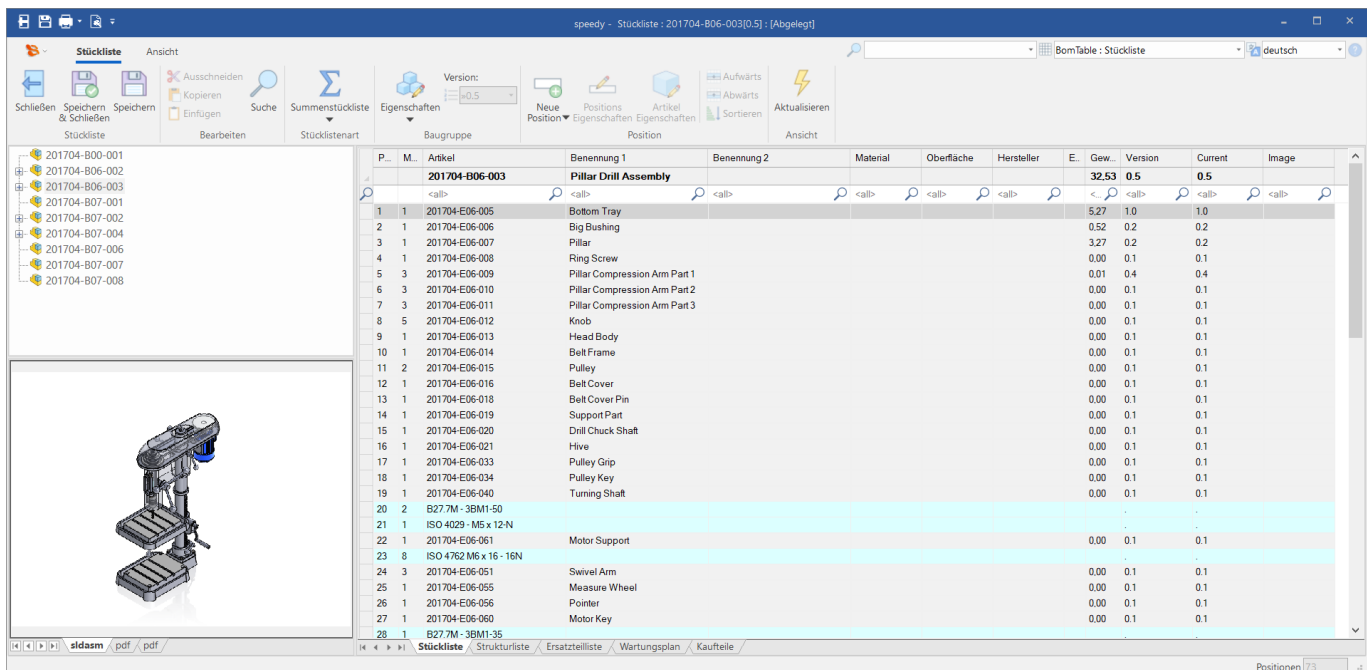 speedy - Stückliste : 201704-B06-003[0.5] : [Abgelegt]
Stückliste Ansicht
BomTable : Stückliste deutsch
Schließen Speichern & Schließen Speichern
Stückliste
Ausschneiden
Kopieren
Einfügen
Suche
Bearbeiten
Summenstückliste
Stücklistenart
Eigenschaften
Version:
=0.5
Baugruppe
Neue Position
Positions Eigenschaften
Artikel Eigenschaften
Aufwärts
Abwärts
Sortieren
Position
Aktualisieren
Ansicht
201704-B00-001
201704-B06-002
201704-B06-003
201704-B07-001
201704-B07-002
201704-B07-004
201704-B07-006
201704-B07-007
201704-B07-008
sldasm pdf pdf
P... M... Artikel Benennung 1 Benennung 2 Material Oberfläche Hersteller E.. Gew... Version Current Image
201704-B06-003 Pillar Drill Assembly 32,53 0.5 0.5
<all> <all> <all> <all> <all> <all> <... <all> <all> <all>
1 1 201704-E06-005 Bottom Tray 5,27 1.0 1.0
2 1 201704-E06-006 Big Bushing 0,52 0.2 0.2
3 1 201704-E06-007 Pillar 3,27 0.2 0.2
4 1 201704-E06-008 Ring Screw 0,00 0.1 0.1
5 3 201704-E06-009 Pillar Compression Arm Part 1 0,01 0.4 0.4
6 3 201704-E06-010 Pillar Compression Arm Part 2 0,00 0.1 0.1
7 3 201704-E06-011 Pillar Compression Arm Part 3 0,00 0.1 0.1
8 5 201704-E06-012 Knob 0,00 0.1 0.1
9 1 201704-E06-013 Head Body 0,00 0.1 0.1
10 1 201704-E06-014 Belt Frame 0,00 0.1 0.1
11 2 201704-E06-015 Pulley 0,00 0.1 0.1
12 1 201704-E06-016 Belt Cover 0,00 0.1 0.1
13 1 201704-E06-018 Belt Cover Pin 0,00 0.1 0.1
14 1 201704-E06-019 Support Part 0,00 0.1 0.1
15 1 201704-E06-020 Drill Chuck Shaft 0,00 0.1 0.1
16 1 201704-E06-021 Hive 0,00 0.1 0.1
17 1 201704-E06-033 Pulley Grip 0,00 0.1 0.1
18 1 201704-E06-034 Pulley Key 0,00 0.1 0.1
19 1 201704-E06-040 Turning Shaft 0,00 0.1 0.1
20 2 B27.7M - 3BM1-50 . .
21 1 ISO 4029 - M5 x 12-N . .
22 1 201704-E06-061 Motor Support 0,00 0.1 0.1
23 8 ISO 4762 M6 x 16 - 16N . .
24 3 201704-E06-051 Swivel Arm 0,00 0.1 0.1
25 1 201704-E06-055 Measure Wheel 0,00 0.1 0.1
26 1 201704-E06-056 Pointer 0,00 0.1 0.1
27 1 201704-E06-060 Motor Key 0,00 0.1 0.1
28 1 B27.7M - 3BM1-35
Stückliste Strukturliste Ersatzteilliste Wartungsplan Kaufteile
Positionen 73